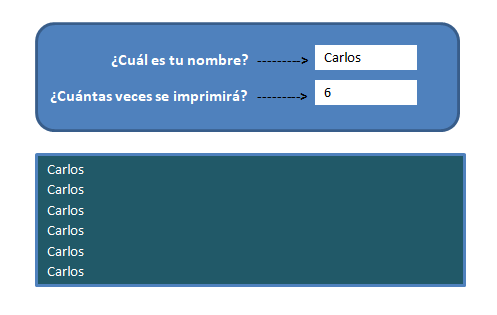 ¿Cuál es tu nombre? ---------> Carlos
¿Cuántas veces se imprimirá? ---------> 6
Carlos
Carlos
Carlos
Carlos
Carlos
Carlos